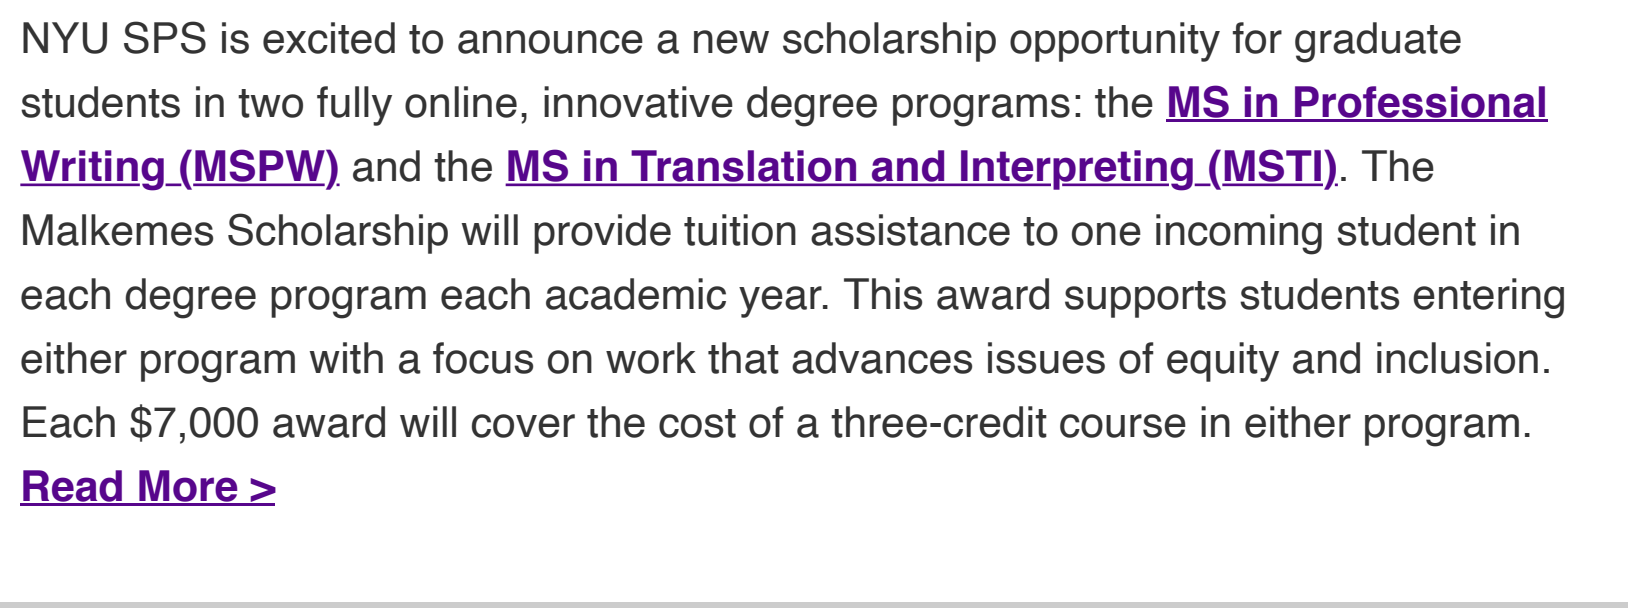 NYU SPS is excited to announce a new scholarship opportunity for graduate
students in two fully online, innovative degree programs: the MS in Professional
Writing (MSPW) and the MS in Translation and Interpreting (MSTI). The
Malkemes Scholarship will provide tuition assistance to one incoming student in
each degree program each academic year. This award supports students entering
either program with a focus on work that advances issues of equity and inclusion.
Each $7,000 award will cover the cost of a three-credit course in either program.
Read More >